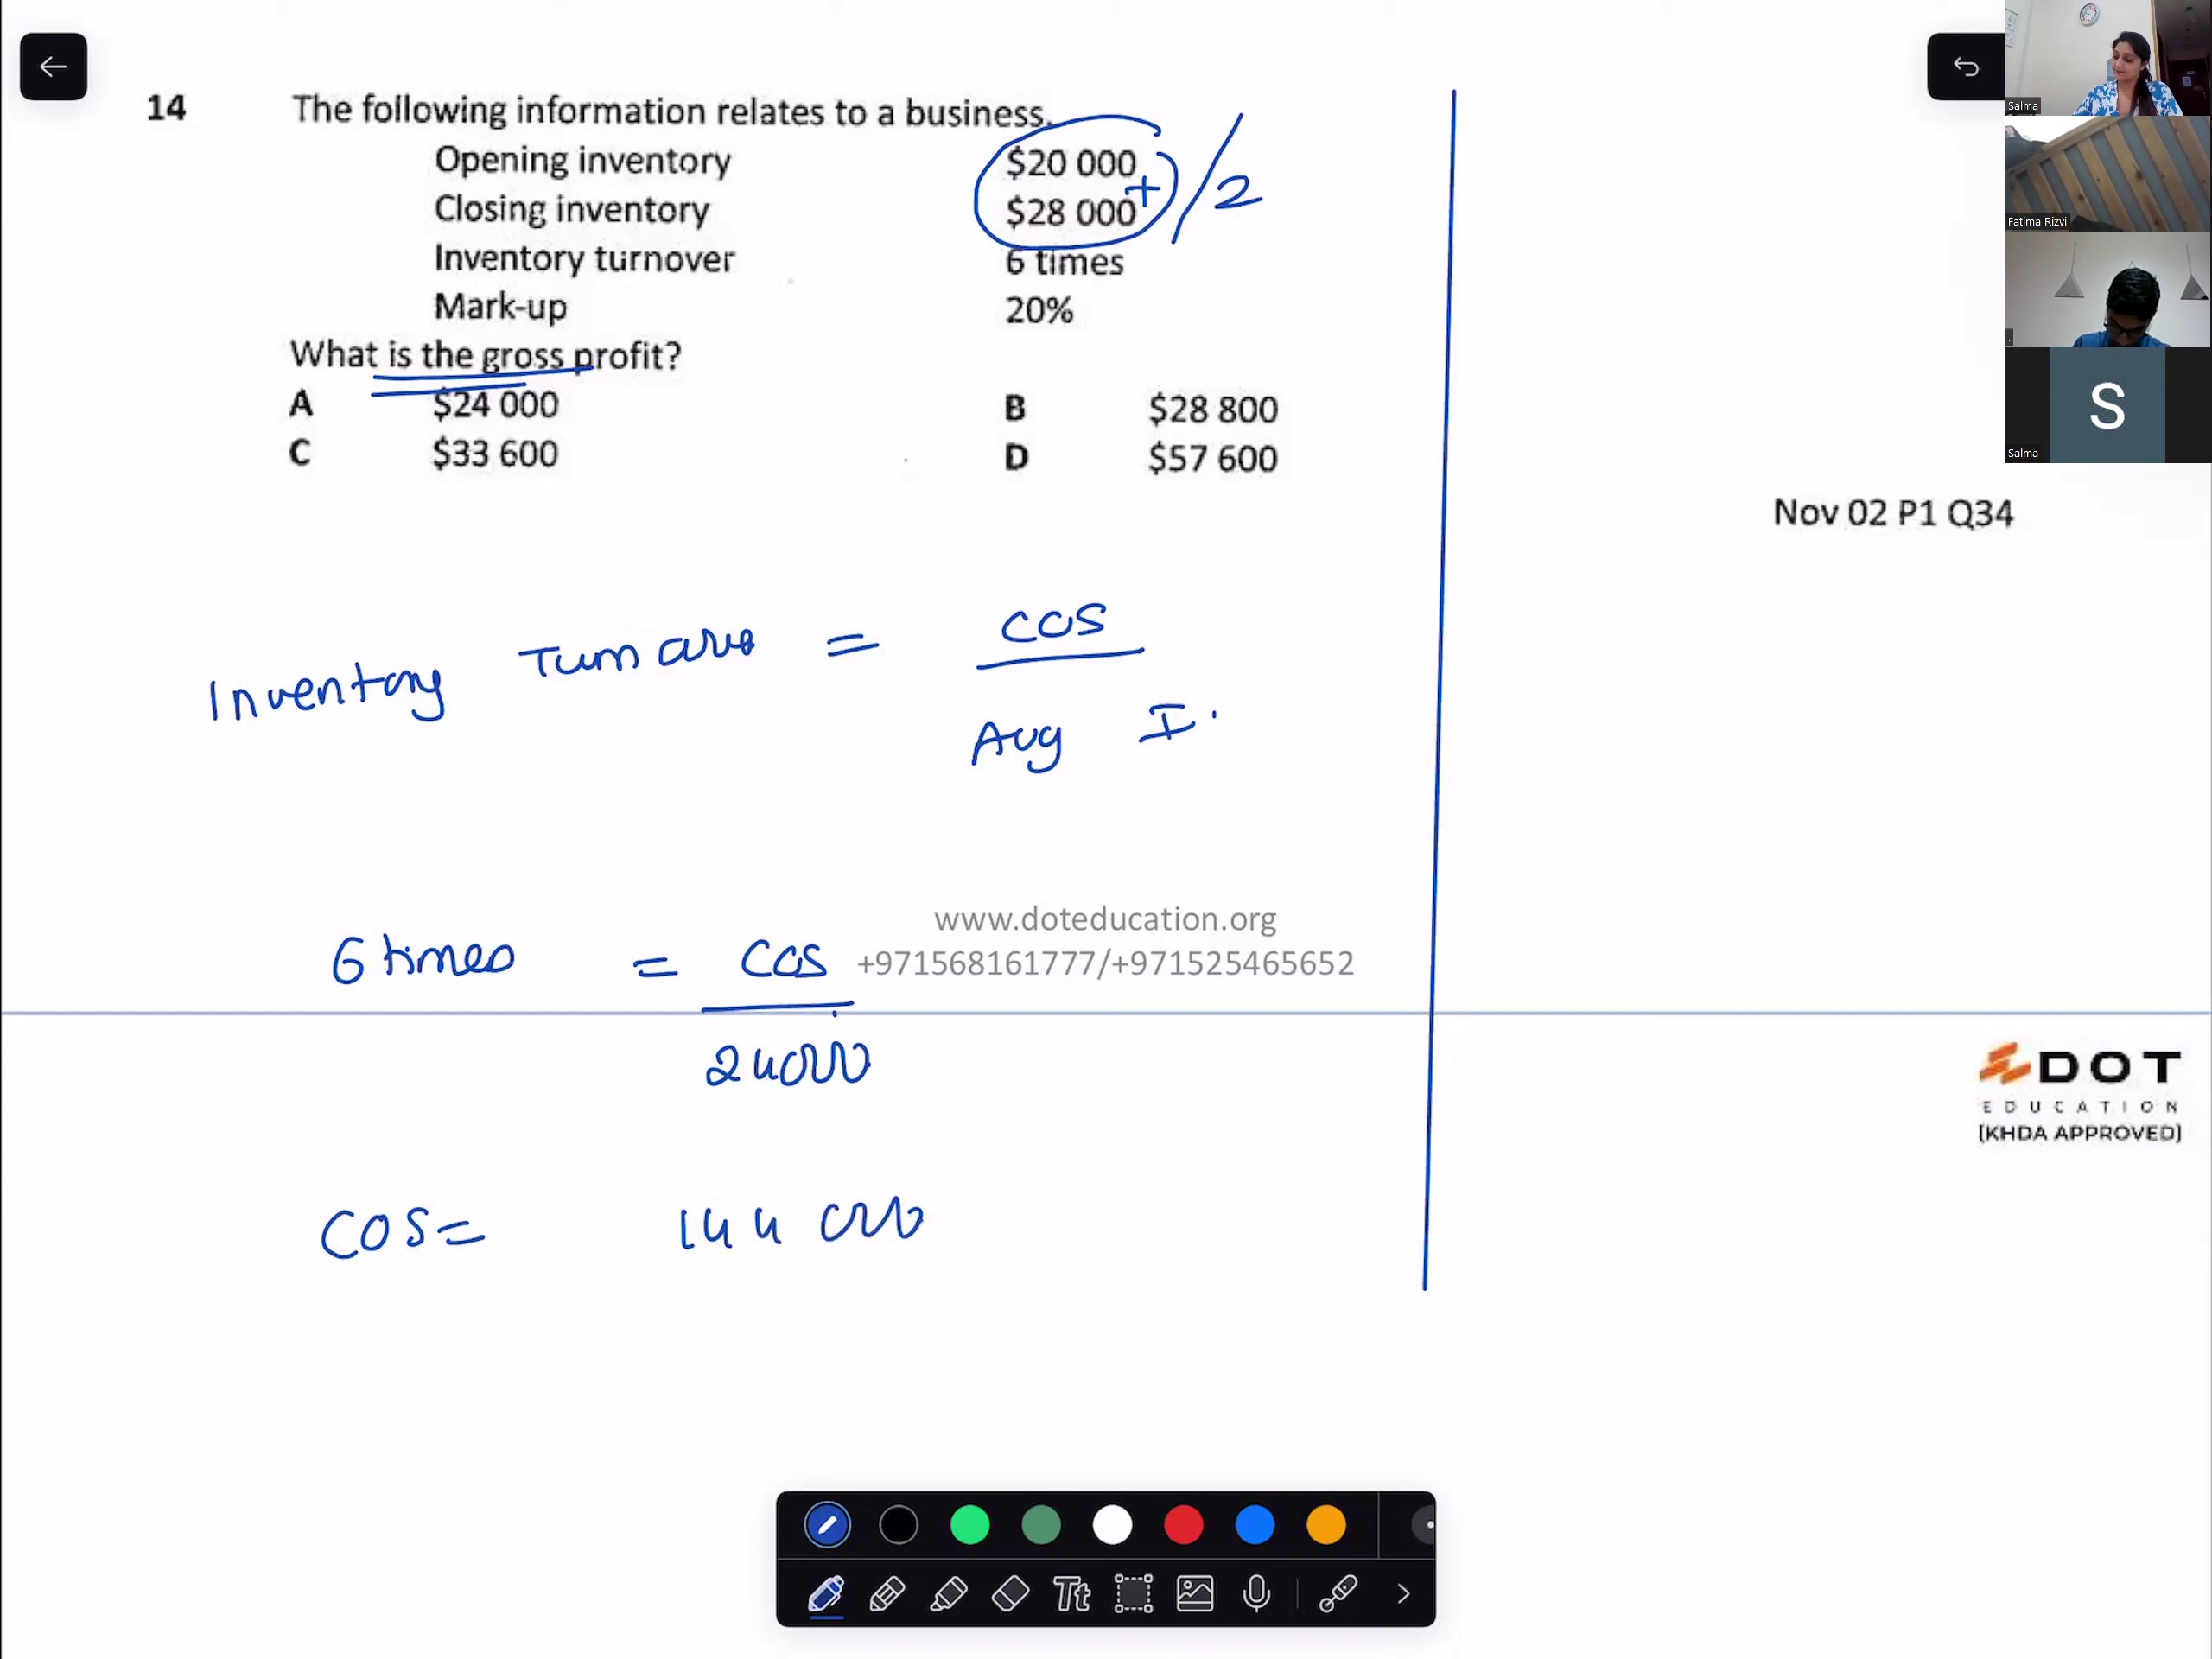 14 The following information relates to a business.
Opening inventory $20 000
Closing inventory $28 000 + /2
Inventory turnover 6 times
Mark-up 20%
What is the gross profit?
A $24 000 B $28 800
C $33 600 D $57 600
Nov 02 P1 Q34
Inventory = COS
Avg I.
www.doteducation.org
6 times = COS +971568161777/+971525465652
24000
DOT
EDUCATION
(KHDA APPROVED)
COS = 144 000
Salma
Fatima Rizvi
.
S
Salma
Tt